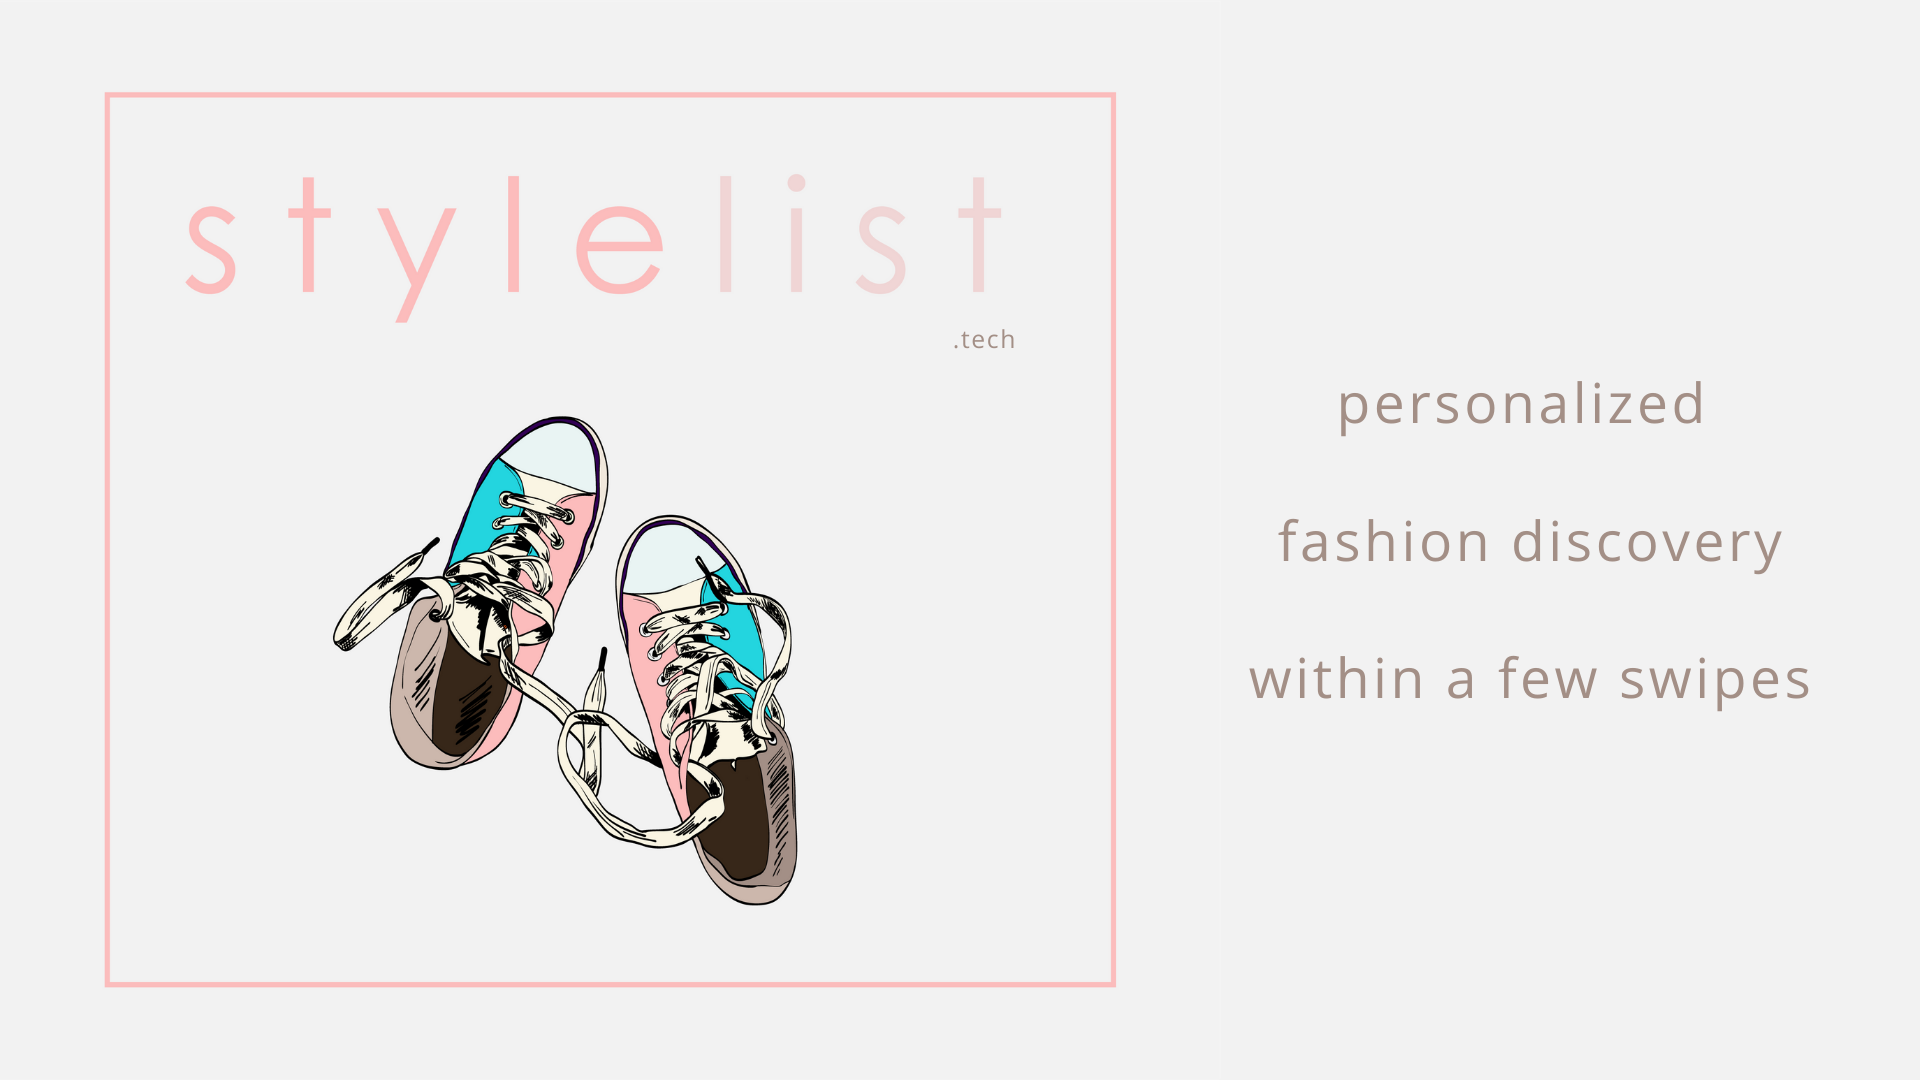 stylelist
.tech
personalized
fashion discovery
within a few swipes